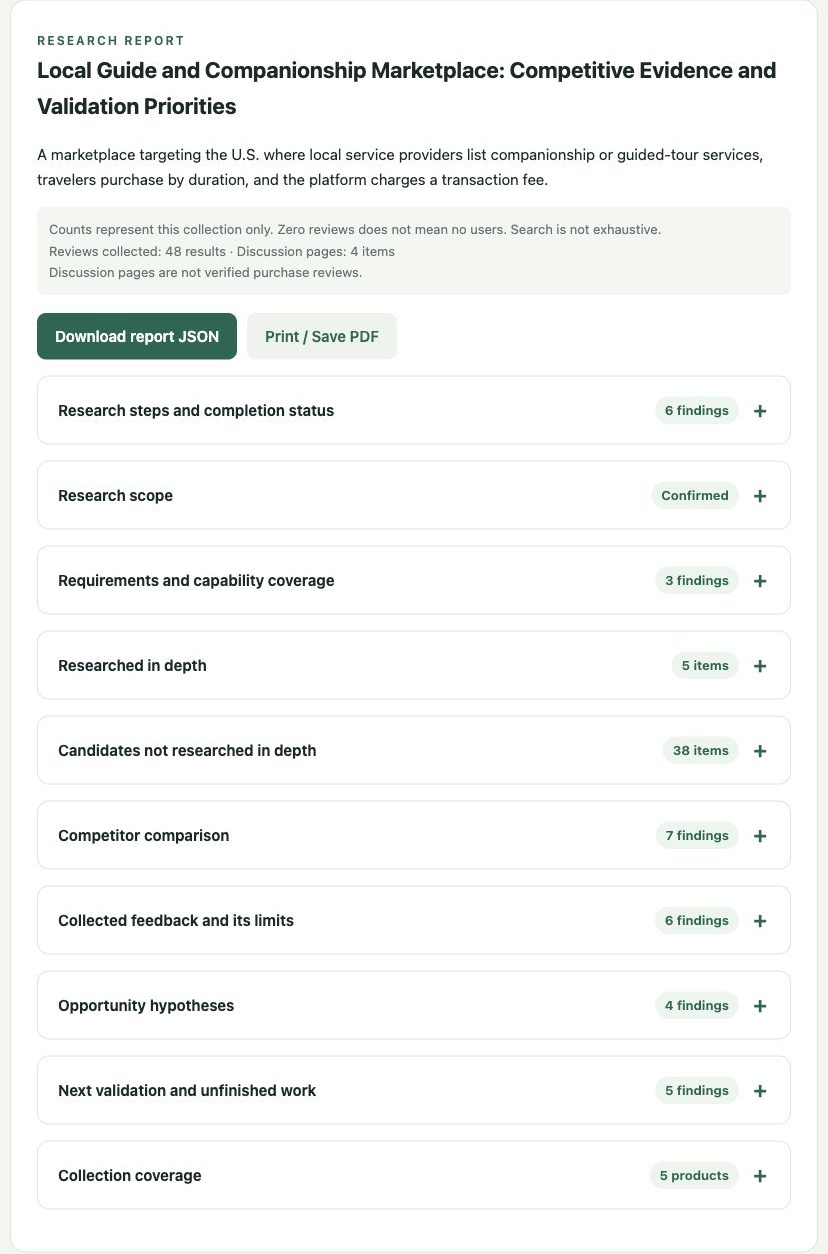 RESEARCH REPORT
Local Guide and Companionship Marketplace: Competitive Evidence and
Validation Priorities
A marketplace targeting the U.S. where local service providers list companionship or guided-tour services,
travelers purchase by duration, and the platform charges a transaction fee.
Counts represent this collection only. Zero reviews does not mean no users. Search is not exhaustive.
Reviews collected: 48 results · Discussion pages: 4 items
Discussion pages are not verified purchase reviews.
Download report JSON Print / Save PDF
Research steps and completion status 6 findings +
Research scope Confirmed +
Requirements and capability coverage 3 findings +
Researched in depth 5 items +
Candidates not researched in depth 38 items +
Competitor comparison 7 findings +
Collected feedback and its limits 6 findings +
Opportunity hypotheses 4 findings +
Next validation and unfinished work 5 findings +
Collection coverage 5 products +